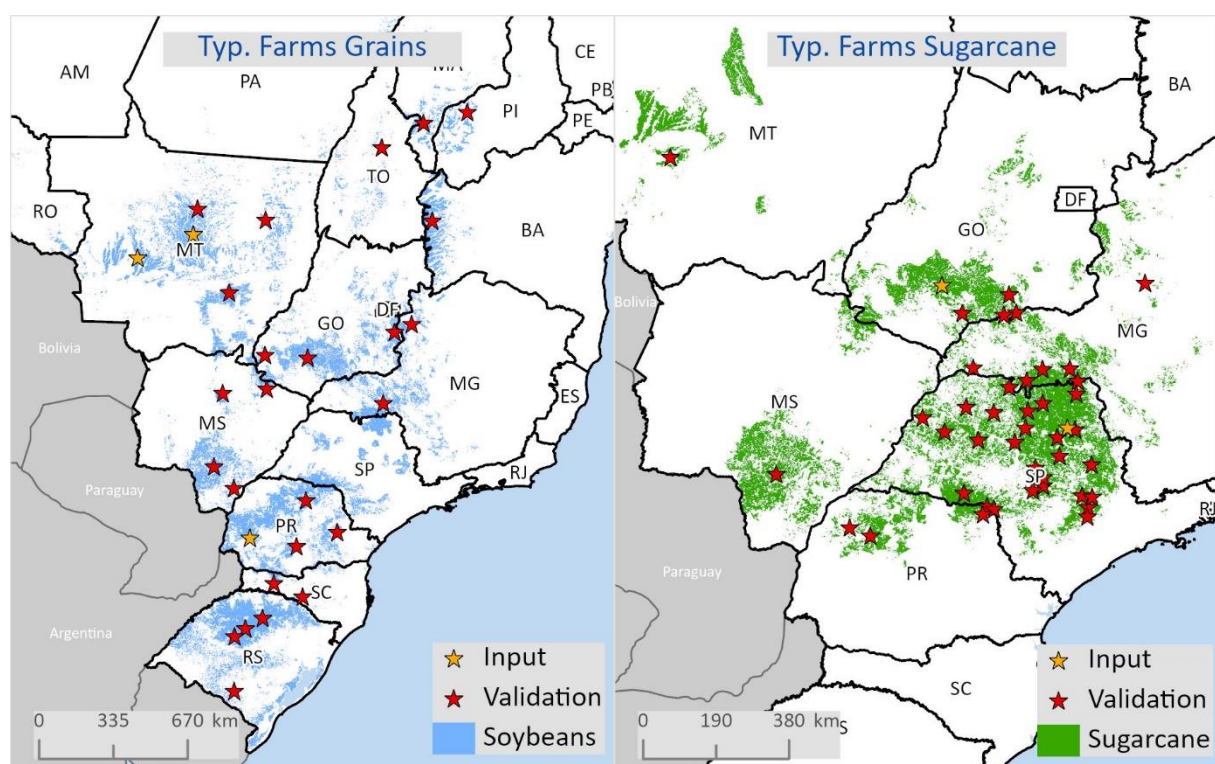 Typ. Farms Grains
AM
PA
MA
CE
PB
PI
PE
TO
RO
MT
BA
Bolivia
GO
DF
MG
ES
MS
SP
RJ
Paraguay
PR
SC
Argentina
RS
Input
Validation
Soybeans
0 335 670 km
Typ. Farms Sugarcane
BA
MT
DF
GO
Bolivia
MG
MS
SP
RJ
Paraguay
PR
SC
S
Input
Validation
Sugarcane
0 190 380 km